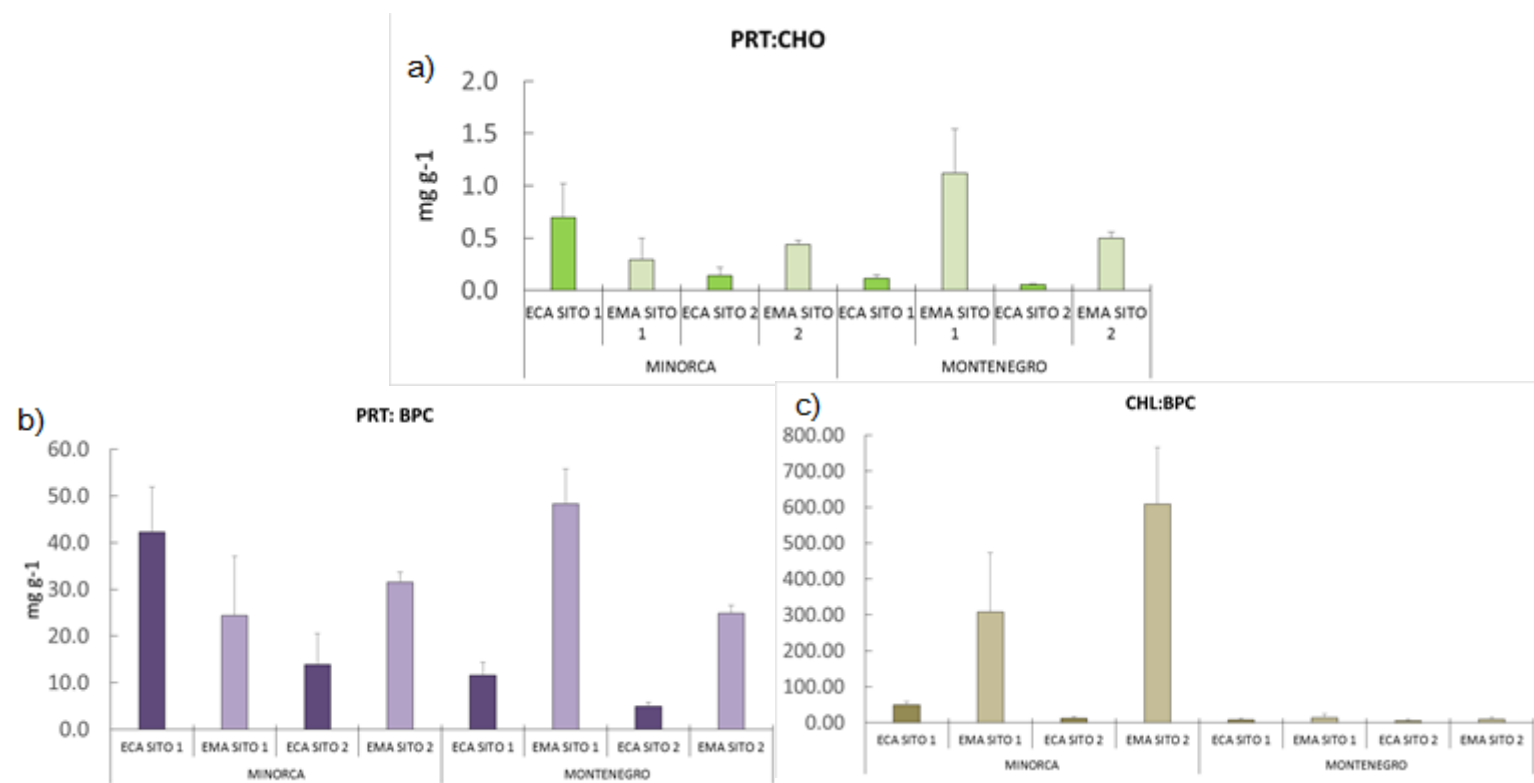 PRT:CHO
a)
2.0
1.5
1.0
0.5
0.0
mg g-1
ECA SITO 1 EMA SITO 1 ECA SITO 2 EMA SITO 2 ECA SITO 1 EMA SITO 1 ECA SITO 2 EMA SITO 2
MINORCA MONTENEGRO
b)
PRT: BPC
60.0
50.0
40.0
30.0
20.0
10.0
0.0
mg g-1
ECA SITO 1 EMA SITO 1 ECA SITO 2 EMA SITO 2 ECA SITO 1 EMA SITO 1 ECA SITO 2 EMA SITO 2
MINORCA MONTENEGRO
c)
CHL:BPC
800.00
700.00
600.00
500.00
400.00
300.00
200.00
100.00
0.00
ECA SITO 1 EMA SITO 1 ECA SITO 2 EMA SITO 2 ECA SITO 1 EMA SITO 1 ECA SITO 2 EMA SITO 2
MINORCA MONTENEGRO